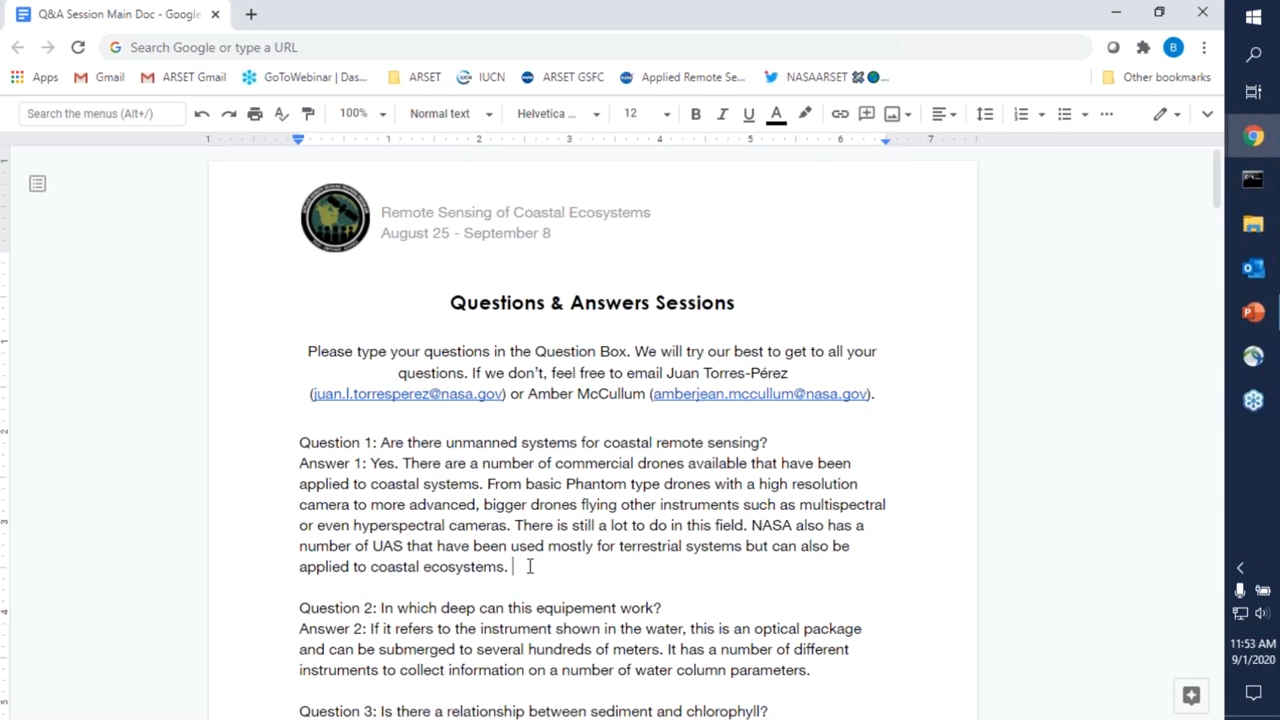 Q&A Session Main Doc - Google
Search Google or type a URL
Apps
Gmail
ARSET Gmail
GoToWebinar | Das...
ARSET
IUCN
ARSET GSFC
Applied Remote Se...
NASAARSET
Other bookmarks
B
Search the menus (Alt+/)
100%
Normal text
Helvetica ...
12
B I U A
1 1 2 3 4 5 6 7
Remote Sensing of Coastal Ecosystems
August 25 - September 8
Questions & Answers Sessions
Please type your questions in the Question Box. We will try our best to get to all your
questions. If we don’t, feel free to email Juan Torres-Pérez
(juan.l.torresperez@nasa.gov) or Amber McCullum (amberjean.mccullum@nasa.gov).
Question 1: Are there unmanned systems for coastal remote sensing?
Answer 1: Yes. There are a number of commercial drones available that have been
applied to coastal systems. From basic Phantom type drones with a high resolution
camera to more advanced, bigger drones flying other instruments such as multispectral
or even hyperspectral cameras. There is still a lot to do in this field. NASA also has a
number of UAS that have been used mostly for terrestrial systems but can also be
applied to coastal ecosystems.
Question 2: In which deep can this equipement work?
Answer 2: If it refers to the instrument shown in the water, this is an optical package
and can be submerged to several hundreds of meters. It has a number of different
instruments to collect information on a number of water column parameters.
Question 3: Is there a relationship between sediment and chlorophyll?
11:53 AM
9/1/2020